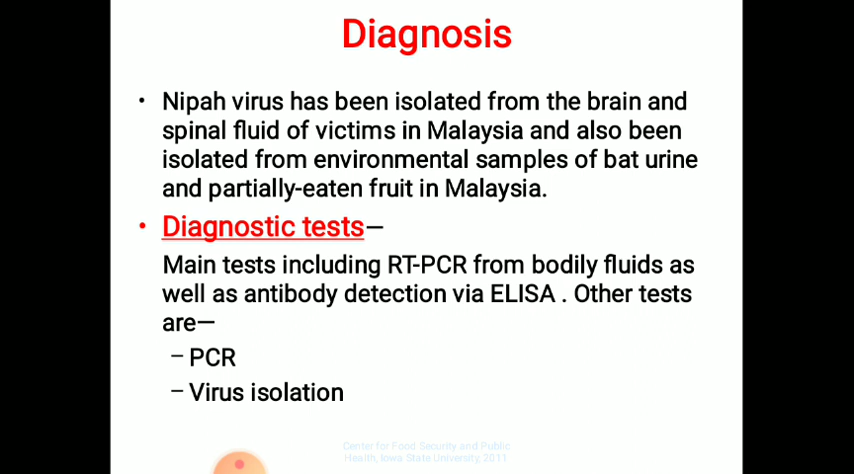 Diagnosis
• Nipah virus has been isolated from the brain and
spinal fluid of victims in Malaysia and also been
isolated from environmental samples of bat urine
and partially-eaten fruit in Malaysia.
• Diagnostic tests—
Main tests including RT-PCR from bodily fluids as
well as antibody detection via ELISA . Other tests
are—
– PCR
– Virus isolation
Center for Food Security and Public
Health, Iowa State University, 2011